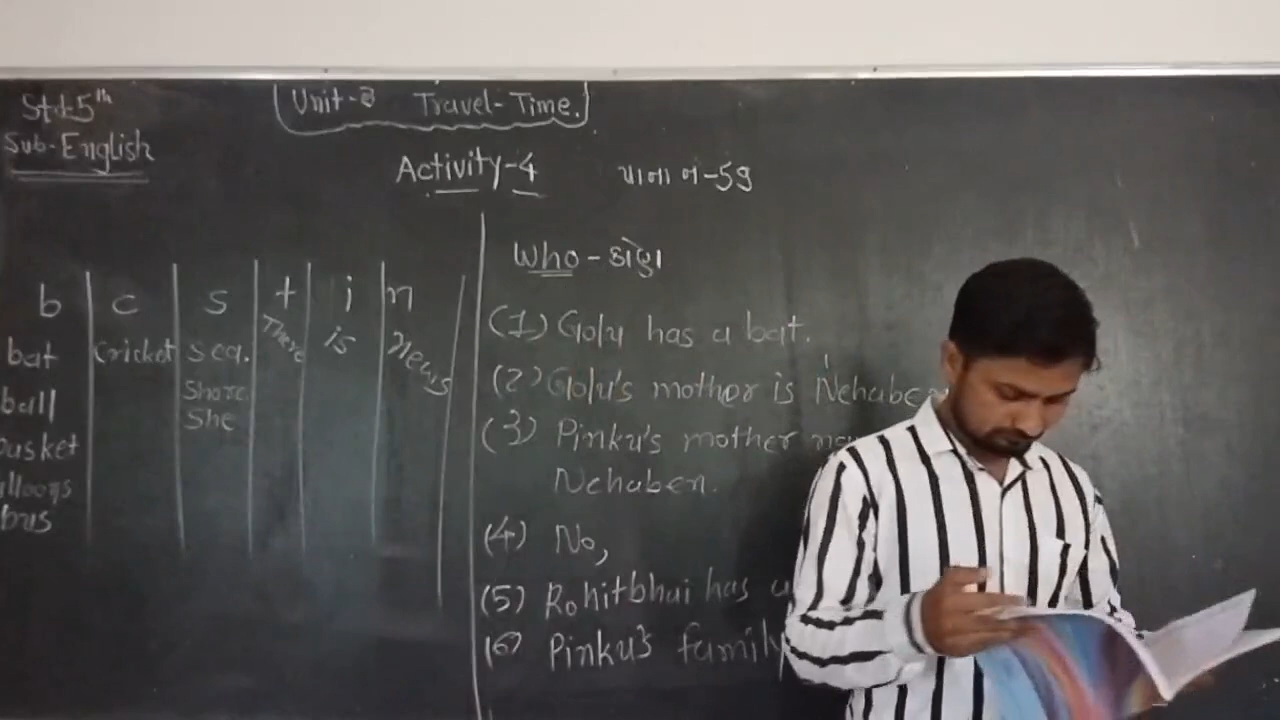 Std-5th
Sub-English
Unit-3 Travel-Time.
Activity-4
પાના નં-59
b c s t i n
bat cricket sea. There is news
ball Shore.
basket She
balloons
bus
Who-કોણ
(1) Golu has a bat.
(2) Golu's mother is Nehaben
(3) Pinku's mother
Nehaben.
(4) No,
(5) Rohitbhai has
(6) Pinku's family